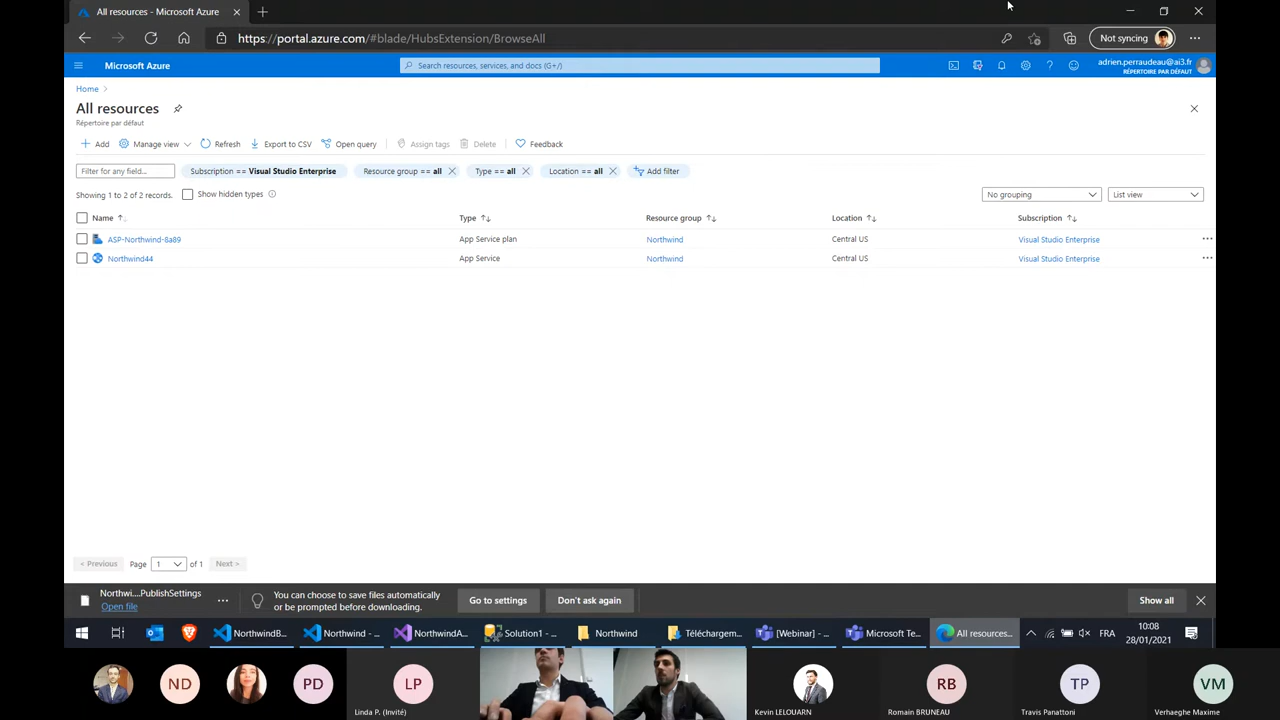 All resources - Microsoft Azure
https://portal.azure.com/#blade/HubsExtension/BrowseAll
Not syncing
Microsoft Azure
Search resources, services, and docs (G+/)
adrien.perraudeau@ai3.fr
RÉPERTOIRE PAR DÉFAUT
Home
All resources
Répertoire par défaut
Add
Manage view
Refresh
Export to CSV
Open query
Assign tags
Delete
Feedback
Filter for any field...
Subscription == Visual Studio Enterprise
Resource group == all
Type == all
Location == all
Add filter
Showing 1 to 2 of 2 records.
Show hidden types
No grouping
List view
Name Type Resource group Location Subscription
ASP-Northwind-8a89 App Service plan Northwind Central US Visual Studio Enterprise
Northwind44 App Service Northwind Central US Visual Studio Enterprise
< Previous Page 1 of 1 Next >
Northwi....PublishSettings
Open file
You can choose to save files automatically
or be prompted before downloading.
Go to settings
Don't ask again
Show all
NorthwindB...
Northwind - ...
NorthwindA...
Solution1 - ...
Northwind
Téléchargem...
[Webinar] - ...
Microsoft Te...
All resources...
FRA
10:08
28/01/2021
ND
PD
LP
RB
TP
VM
Linda P. (Invité)
Kevin LELOUARN
Romain BRUNEAU
Travis Panattoni
Verhaeghe Maxime